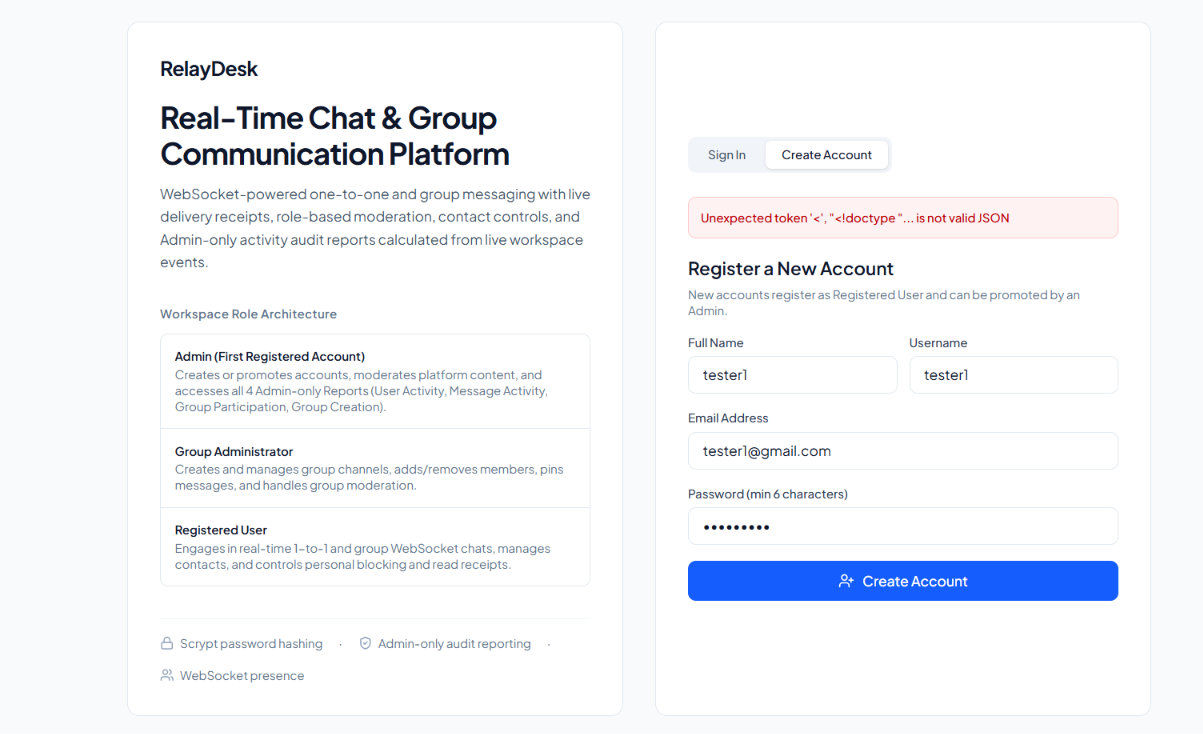 RelayDesk
Real-Time Chat & Group
Communication Platform
WebSocket-powered one-to-one and group messaging with live
delivery receipts, role-based moderation, contact controls, and
Admin-only activity audit reports calculated from live workspace
events.
Workspace Role Architecture
Admin (First Registered Account)
Creates or promotes accounts, moderates platform content, and
accesses all 4 Admin-only Reports (User Activity, Message Activity,
Group Participation, Group Creation).
Group Administrator
Creates and manages group channels, adds/removes members, pins
messages, and handles group moderation.
Registered User
Engages in real-time 1-to-1 and group WebSocket chats, manages
contacts, and controls personal blocking and read receipts.
Scrypt password hashing · Admin-only audit reporting ·
WebSocket presence
Sign In Create Account
Unexpected token '<', "<!doctype "... is not valid JSON
Register a New Account
New accounts register as Registered User and can be promoted by an
Admin.
Full Name Username
tester1 tester1
Email Address
tester1@gmail.com
Password (min 6 characters)
•••••••••
Create Account